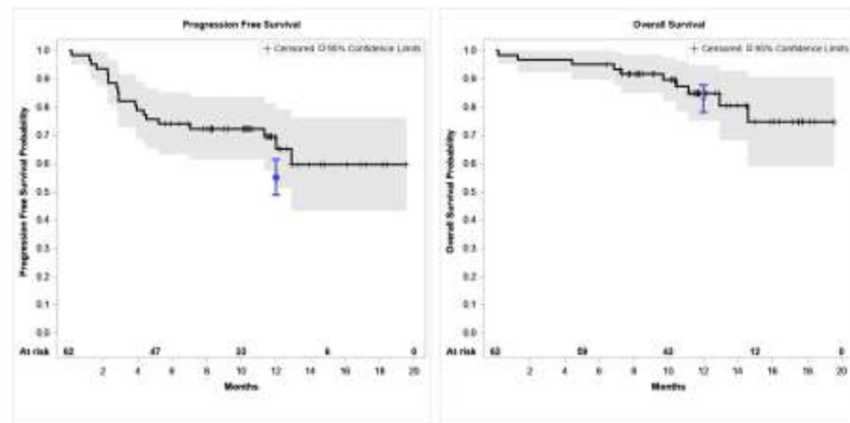 Progression Free Survival
+ Censored □ 95% Confidence Limits
1.0
0.9
0.8
0.7
0.6
0.5
0.4
0.3
0.2
0.1
0.0
Progression Free Survival Probability
At risk 62 47 33 6 0
2 4 6 8 10 12 14 16 18 20
Months
Overall Survival
+ Censored □ 95% Confidence Limits
1.0
0.9
0.8
0.7
0.6
0.5
0.4
0.3
0.2
0.1
0.0
Overall Survival Probability
At risk 63 59 43 12 0
2 4 6 8 10 12 14 16 18 20
Months